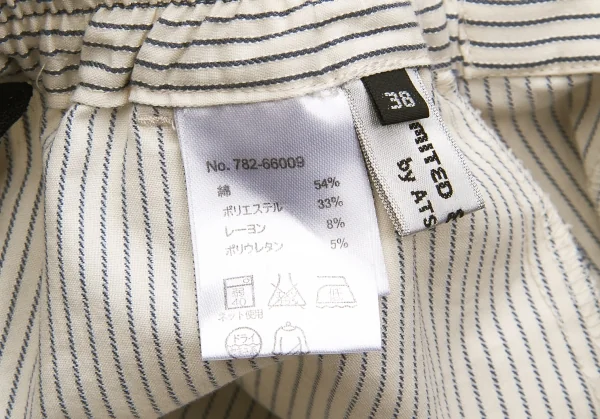 No. 782-66009
綿 54%
ポリエステル 33%
レーヨン 8%
ポリウレタン 5%
40
ネット使用
ドライ
38
MITED
by ATS